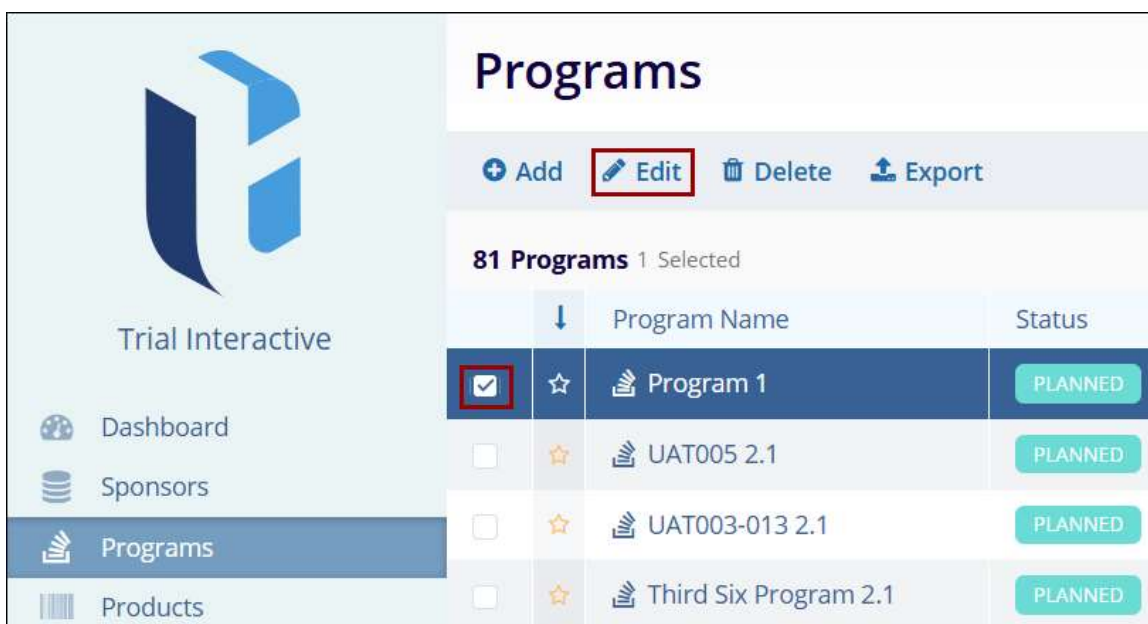 Trial Interactive
Dashboard
Sponsors
Programs
Products
Programs
Add Edit Delete Export
81 Programs 1 Selected
Program Name Status
Program 1 PLANNED
UAT005 2.1 PLANNED
UAT003-013 2.1 PLANNED
Third Six Program 2.1 PLANNED